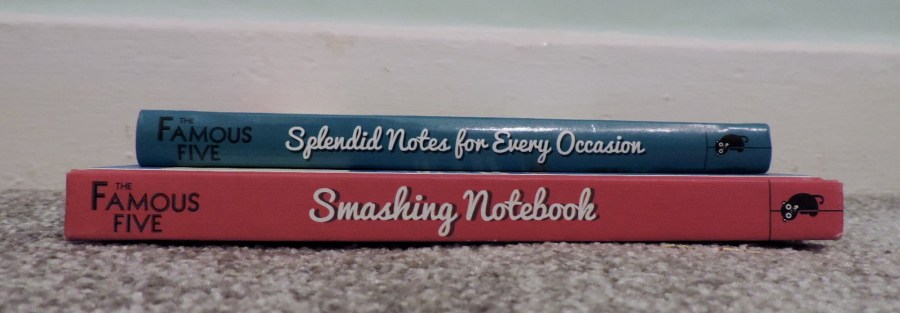 THE
FAMOUS
FIVE
Splendid Notes for Every Occasion
THE
FAMOUS
FIVE
Smashing Notebook